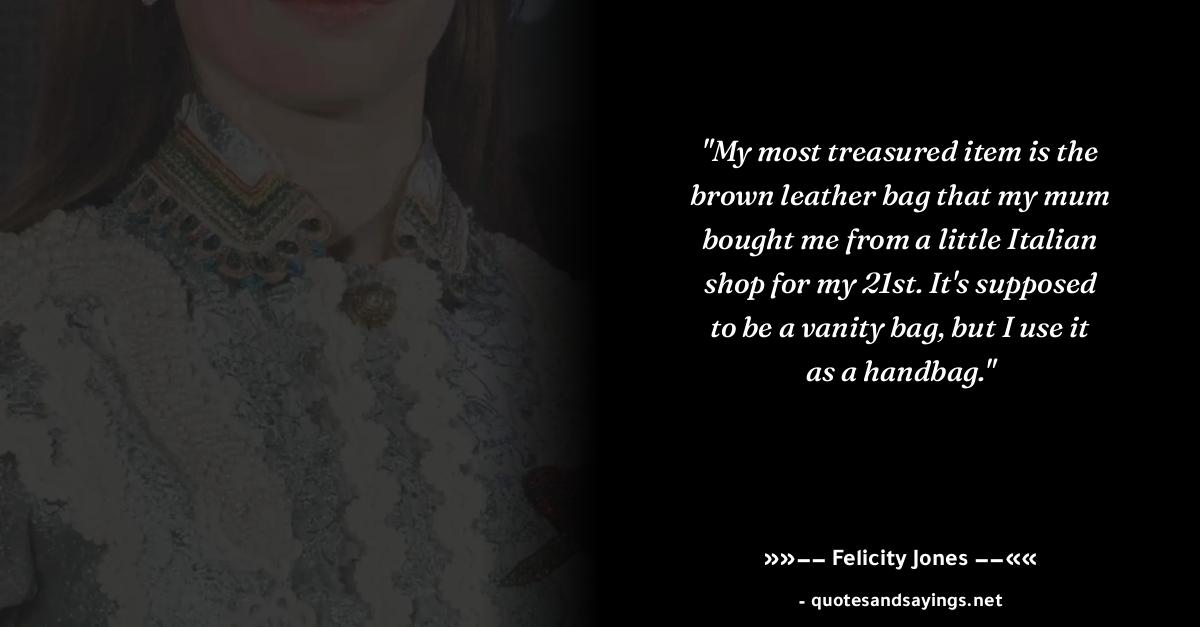 "My most treasured item is the
brown leather bag that my mum
bought me from a little Italian
shop for my 21st. It's supposed
to be a vanity bag, but I use it
as a handbag."
»»–– Felicity Jones ––««
- quotesandsayings.net